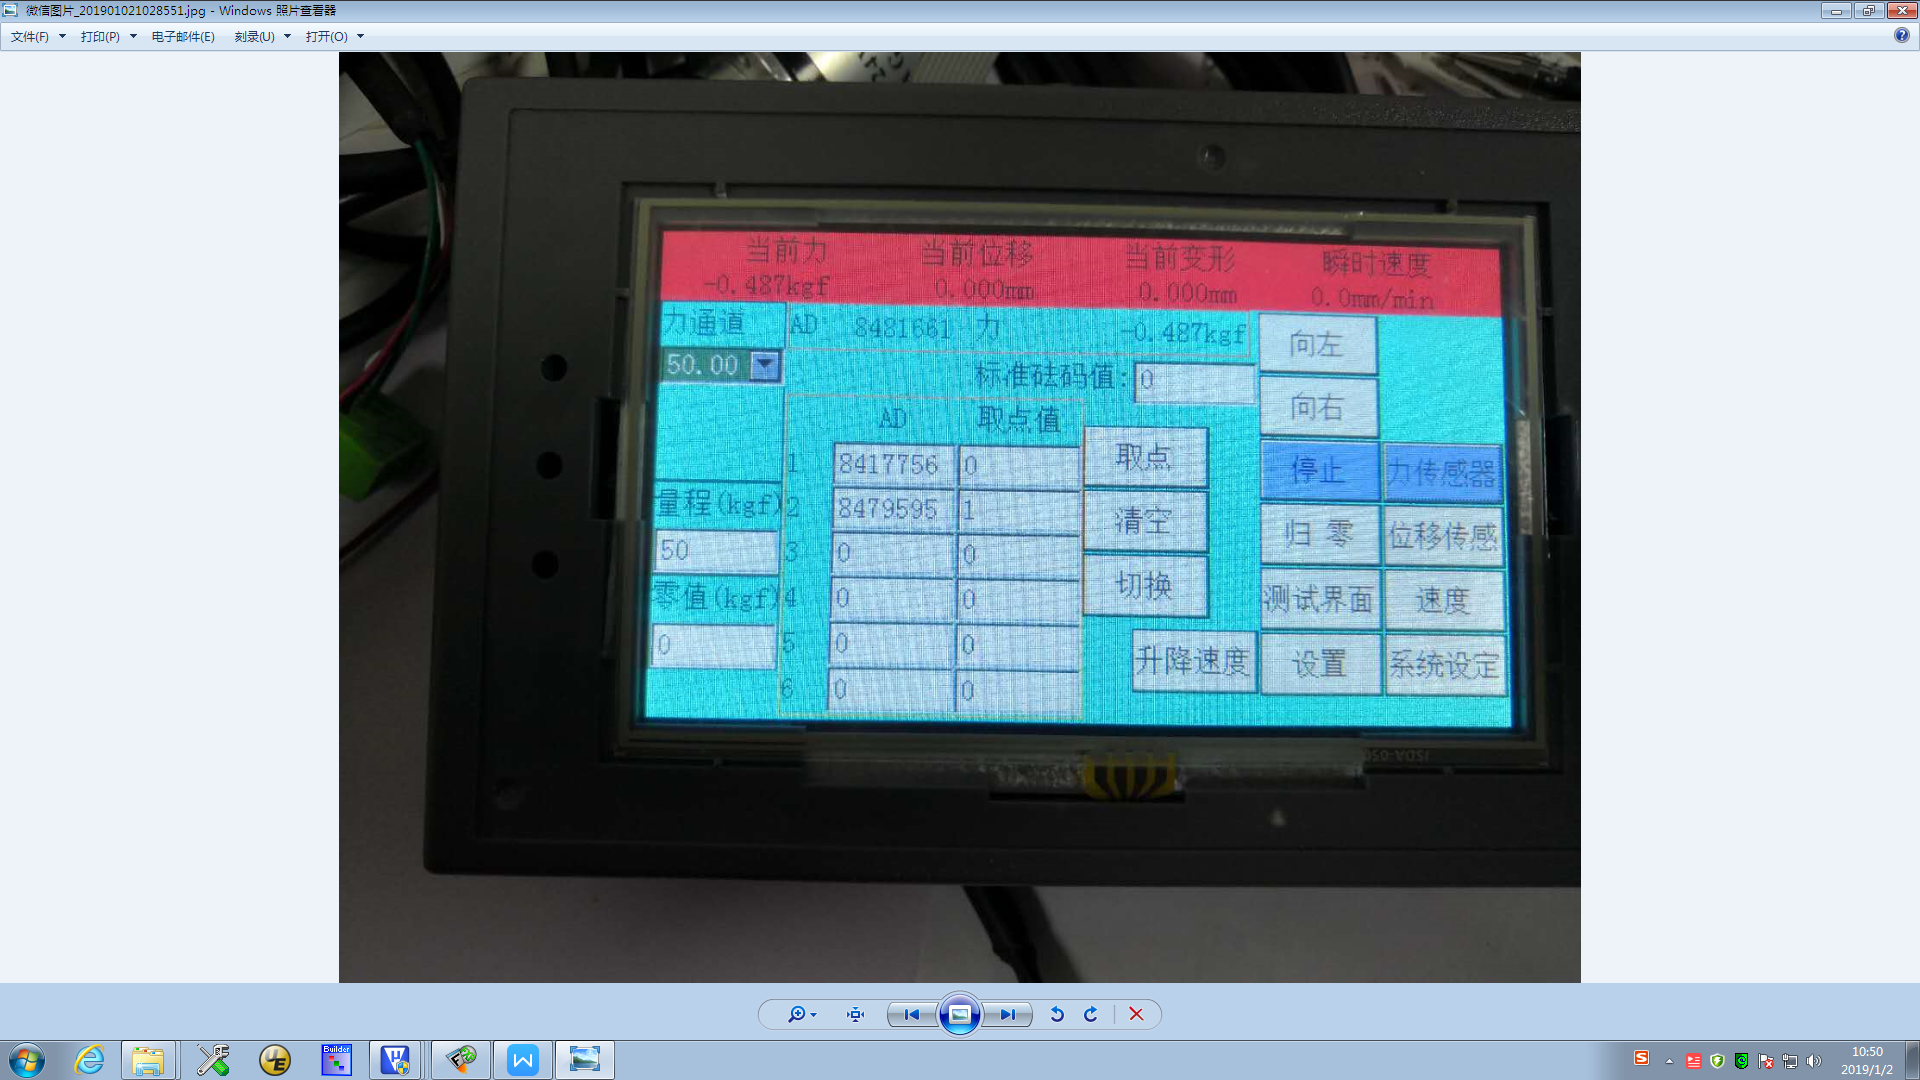 微信图片_201901021028551.jpg - Windows 照片查看器
文件(F) 打印(P) 电子邮件(E) 刻录(U) 打开(O)
当前力 当前位移 当前变形 瞬时速度
-0.487kgf 0.000mm 0.000mm 0.0mm/min
力通道 AD: 8481661 力 -0.487kgf 向左
50.00 标准砝码值: 0 向右
AD 取点值
1 8417756 0 取点 停止 力传感器
量程(kgf) 2 8479595 1 清空 归 零 位移传感
50 3 0 0
零值(kgf) 4 0 0 切换 测试界面 速度
0 5 0 0 升降速度 设置 系统设定
6 0 0
Builder
10:50
2019/1/2